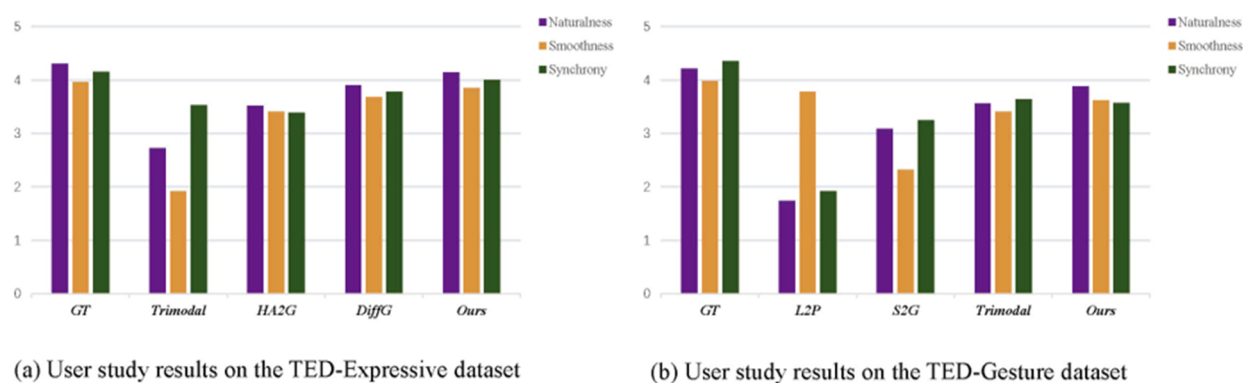 5
4
3
2
1
0
Naturalness
Smoothness
Synchrony
GT Trimodal HA2G DiffG Ours
(a) User study results on the TED-Expressive dataset
5
4
3
2
1
0
Naturalness
Smoothness
Synchrony
GT L2P S2G Trimodal Ours
(b) User study results on the TED-Gesture dataset